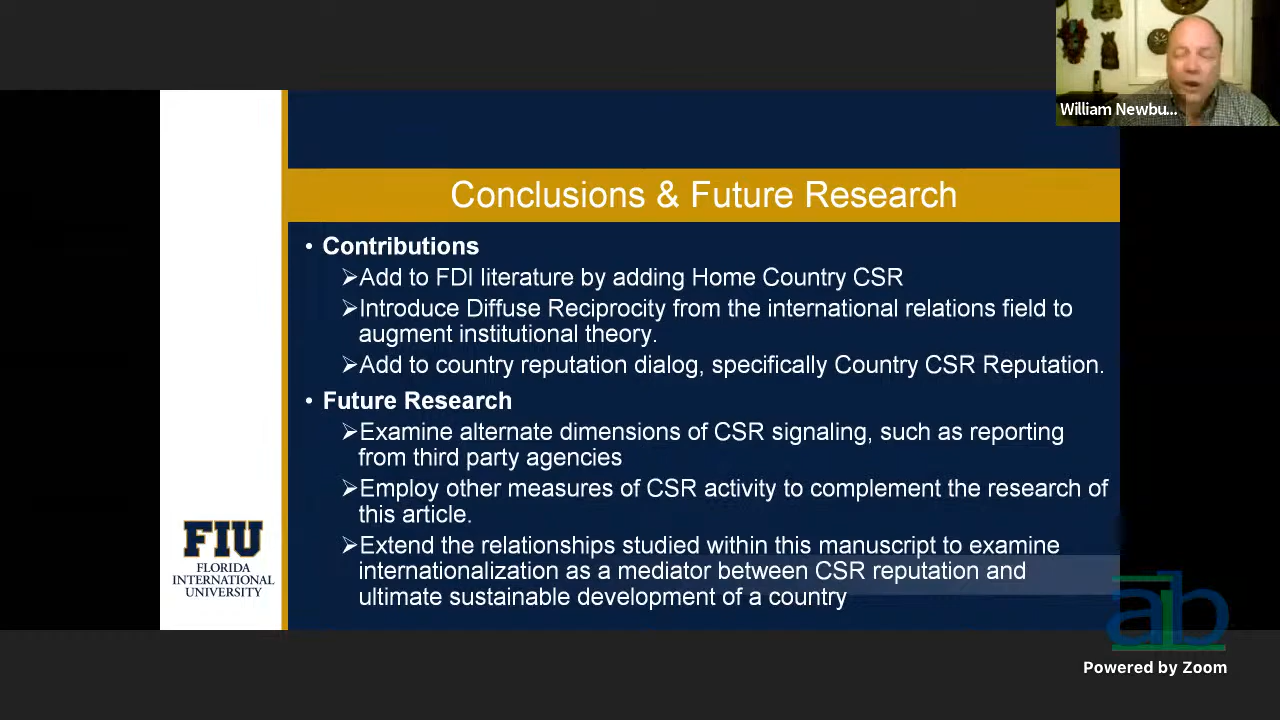 William Newbu...
Conclusions & Future Research
• Contributions
➢Add to FDI literature by adding Home Country CSR
➢Introduce Diffuse Reciprocity from the international relations field to
augment institutional theory.
➢Add to country reputation dialog, specifically Country CSR Reputation.
• Future Research
➢Examine alternate dimensions of CSR signaling, such as reporting
from third party agencies
➢Employ other measures of CSR activity to complement the research of
this article.
➢Extend the relationships studied within this manuscript to examine
internationalization as a mediator between CSR reputation and
ultimate sustainable development of a country
FIU
FLORIDA
INTERNATIONAL
UNIVERSITY
aib
Powered by Zoom